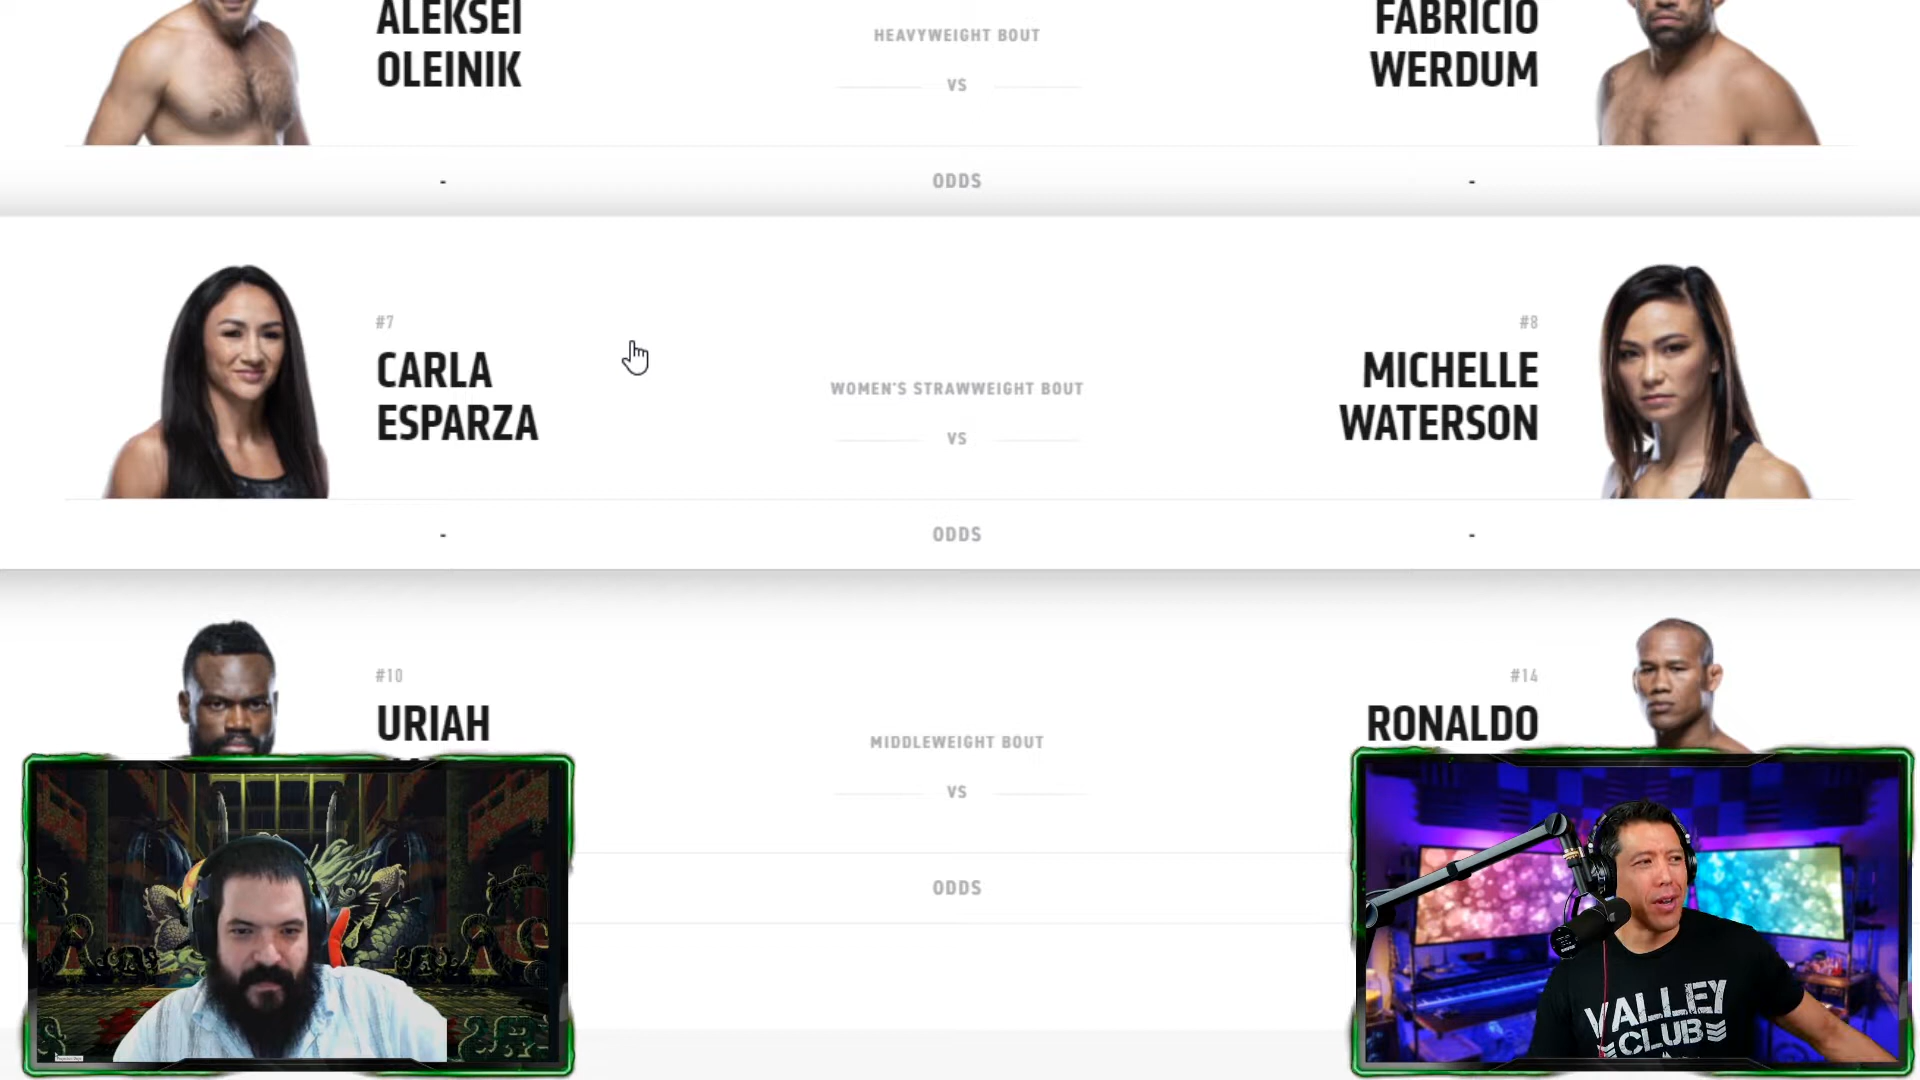 ALEKSEI
OLEINIK
HEAVYWEIGHT BOUT
VS
FABRICIO
WERDUM
-
ODDS
-
#7
CARLA
ESPARZA
WOMEN'S STRAWWEIGHT BOUT
VS
#8
MICHELLE
WATERSON
-
ODDS
-
#10
URIAH
MIDDLEWEIGHT BOUT
VS
#14
RONALDO
ODDS
VALLEY
CLUB